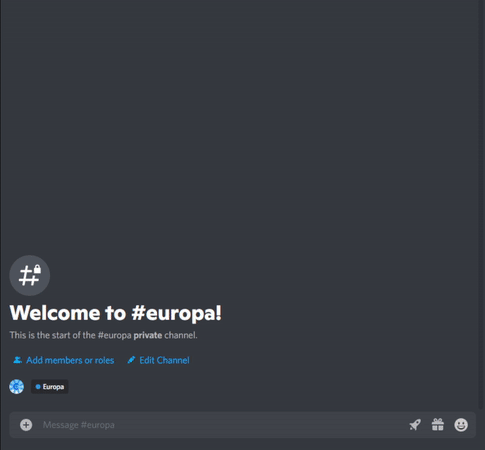 Welcome to #europa!
This is the start of the #europa private channel.
Add members or roles Edit Channel
Europa
Message #europa